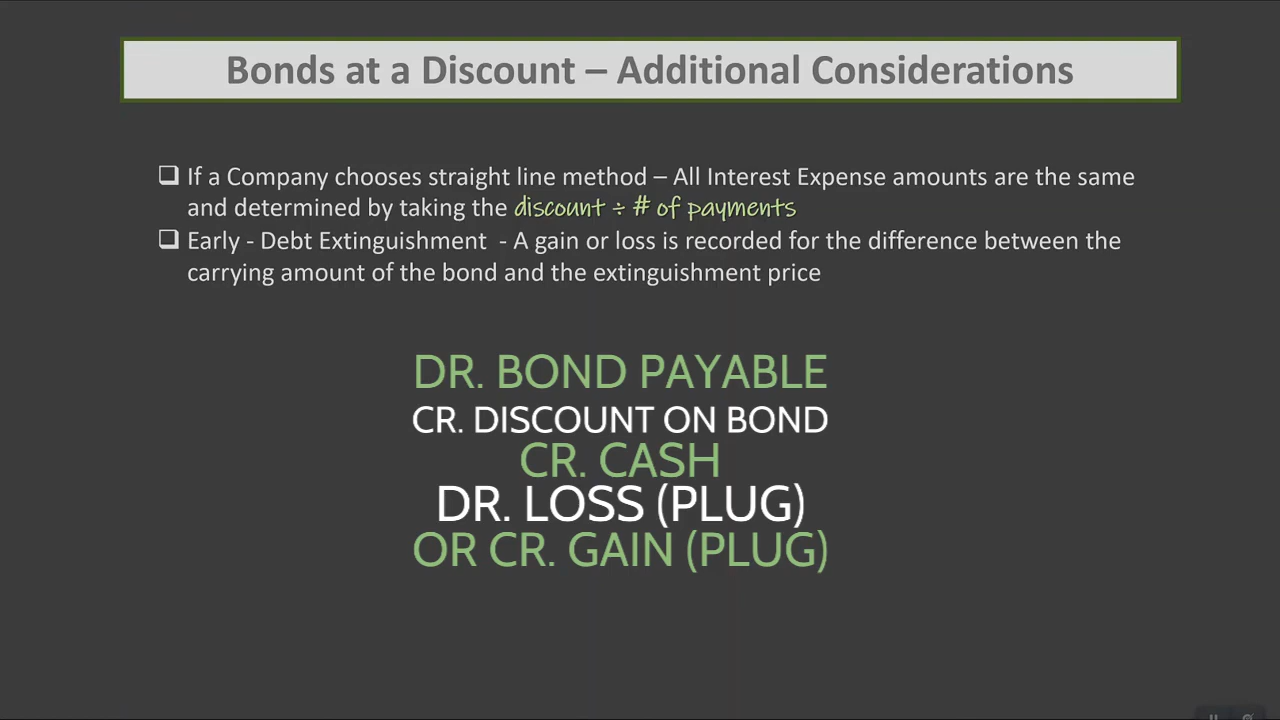 Bonds at a Discount – Additional Considerations
❑ If a Company chooses straight line method – All Interest Expense amounts are the same
and determined by taking the discount ÷ # of payments
❑ Early - Debt Extinguishment - A gain or loss is recorded for the difference between the
carrying amount of the bond and the extinguishment price
DR. BOND PAYABLE
CR. DISCOUNT ON BOND
CR. CASH
DR. LOSS (PLUG)
OR CR. GAIN (PLUG)